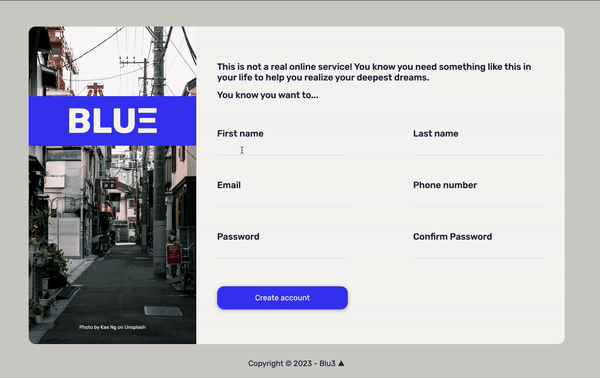 This is not a real online service! You know you need something like this in
your life to help you realize your deepest dreams.
You know you want to...
BLUE
First name
Last name
Email
Phone number
Password
Confirm Password
Create account
Photo by Kae Ng on Unsplash
Copyright © 2023 - Blu3 ▲